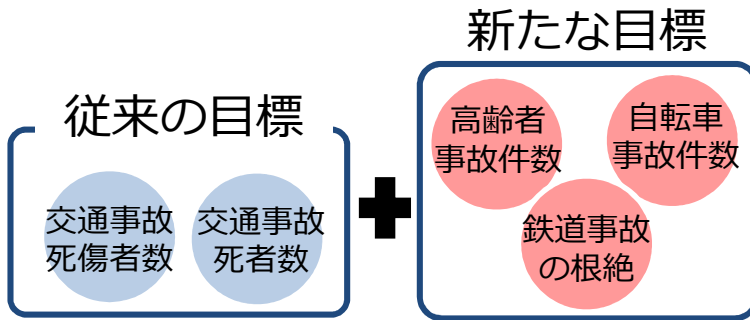 従来の目標
交通事故
死傷者数
交通事故
死者数
新たな目標
高齢者
事故件数
自転車
事故件数
鉄道事故
の根絶